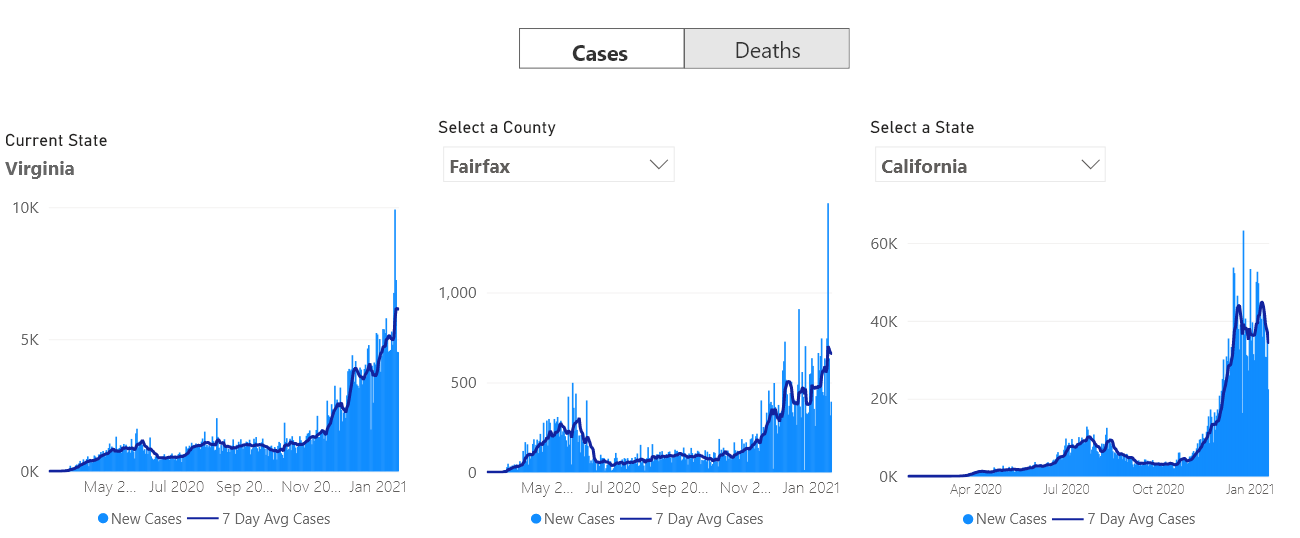 Cases Deaths
Current State
Virginia
Select a County
Fairfax
Select a State
California
10K
5K
0K
May 2... Jul 2020 Sep 20... Nov 20... Jan 2021
New Cases 7 Day Avg Cases
1,000
500
0
May 2... Jul 2020 Sep 20... Nov 2... Jan 2021
New Cases 7 Day Avg Cases
60K
40K
20K
0K
Apr 2020 Jul 2020 Oct 2020 Jan 2021
New Cases 7 Day Avg Cases